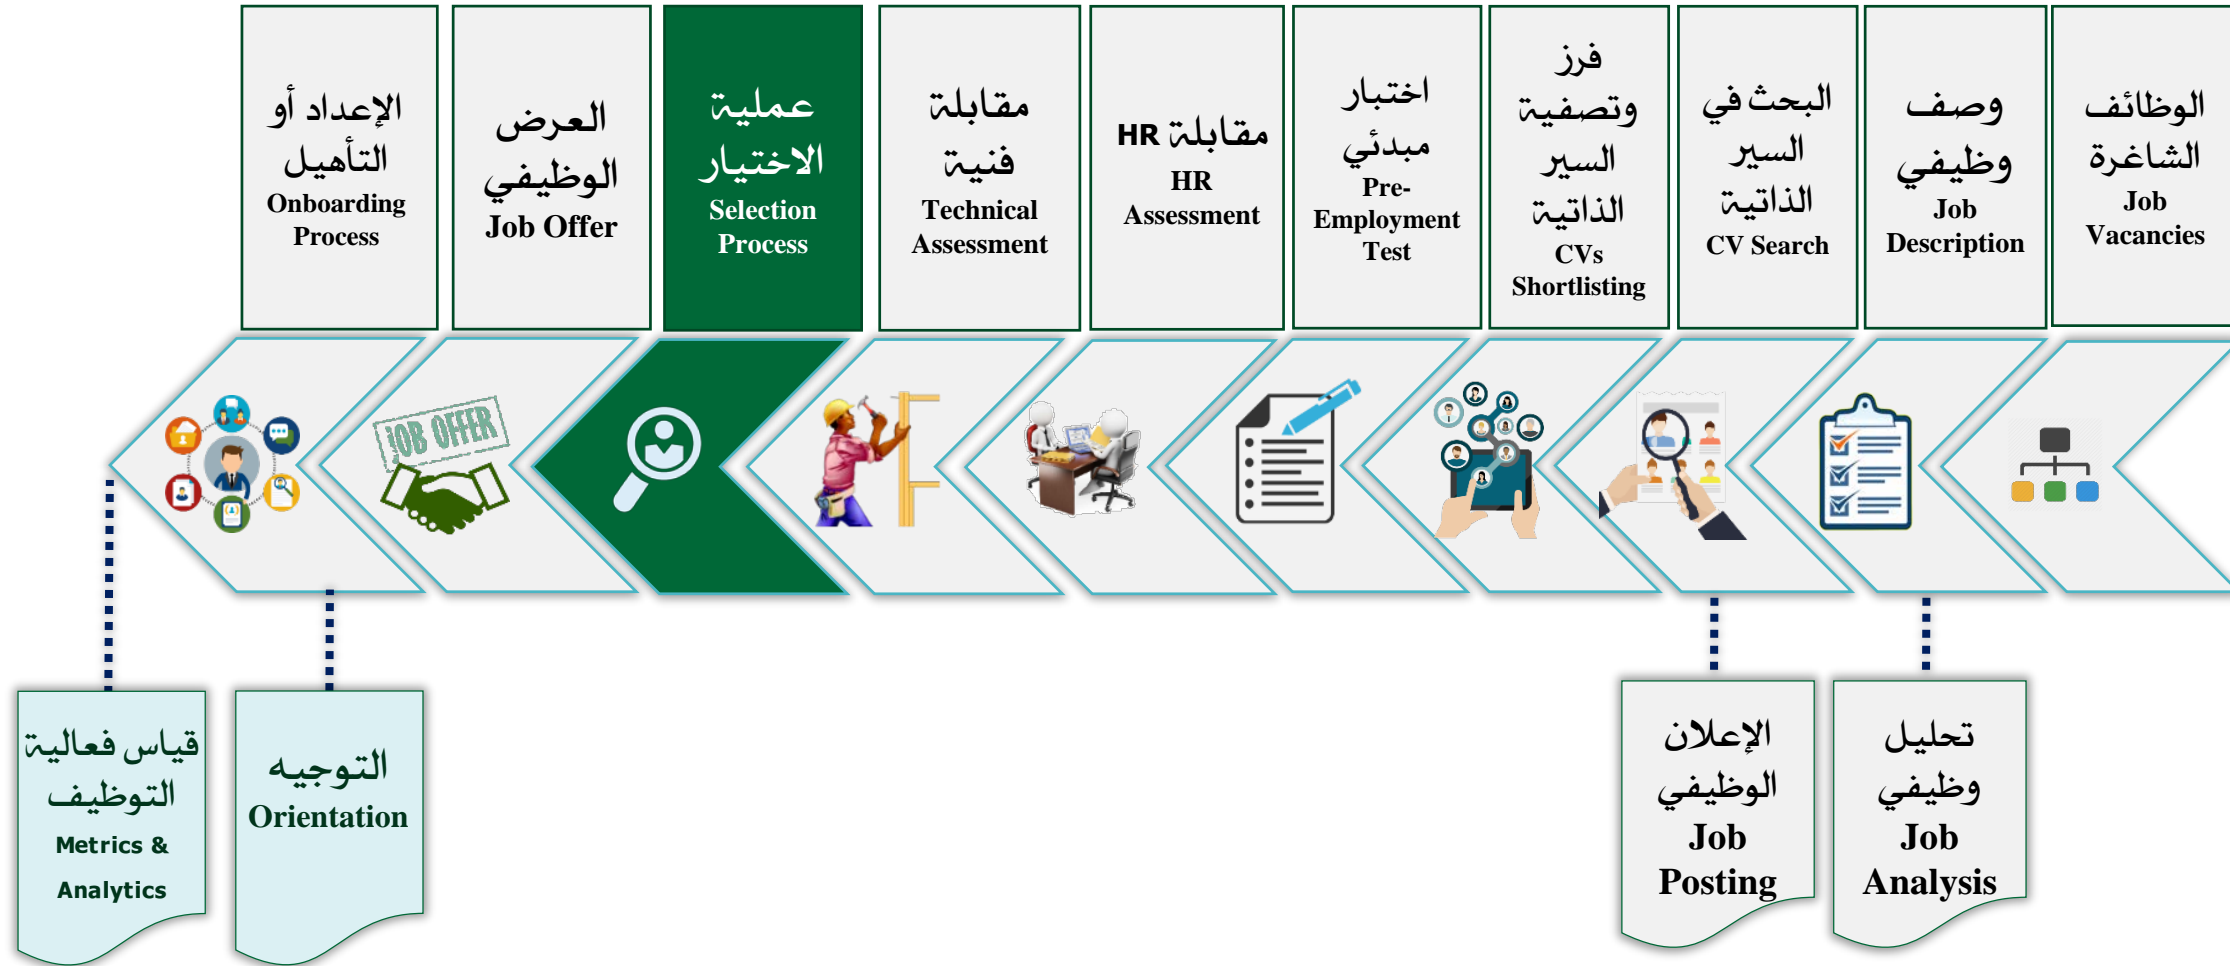 الوظائف
الشاغرة
Job
Vacancies
وصف
وظيفي
Job
Description
البحث في
السير
الذاتية
CV Search
فرز
وتصفية
السير
الذاتية
CVs
Shortlisting
اختبار
مبدئي
Pre-
Employment
Test
مقابلة HR
HR
Assessment
مقابلة
فنية
Technical
Assessment
عملية
الاختيار
Selection
Process
العرض
الوظيفي
Job Offer
الإعداد أو
التأهيل
Onboarding
Process
JOB OFFER
تحليل
وظيفي
Job
Analysis
الإعلان
الوظيفي
Job
Posting
التوجيه
Orientation
قياس فعالية
التوظيف
Metrics &
Analytics